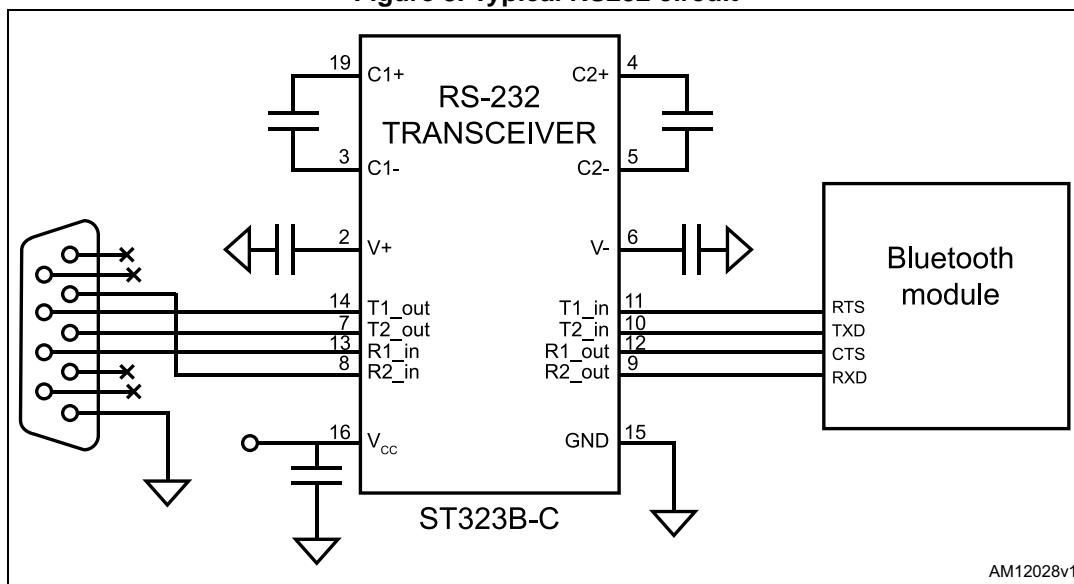 Typical RS232 circuit
19 C1+ C2+ 4
RS-232
TRANSCEIVER
3 C1- C2- 5
2 V+ V- 6
Bluetooth
module
14 T1_out T1_in 11 RTS
7 T2_out T2_in 10 TXD
13 R1_in R1_out 12 CTS
8 R2_in R2_out 9 RXD
16 VCC GND 15
ST323B-C
AM12028v1